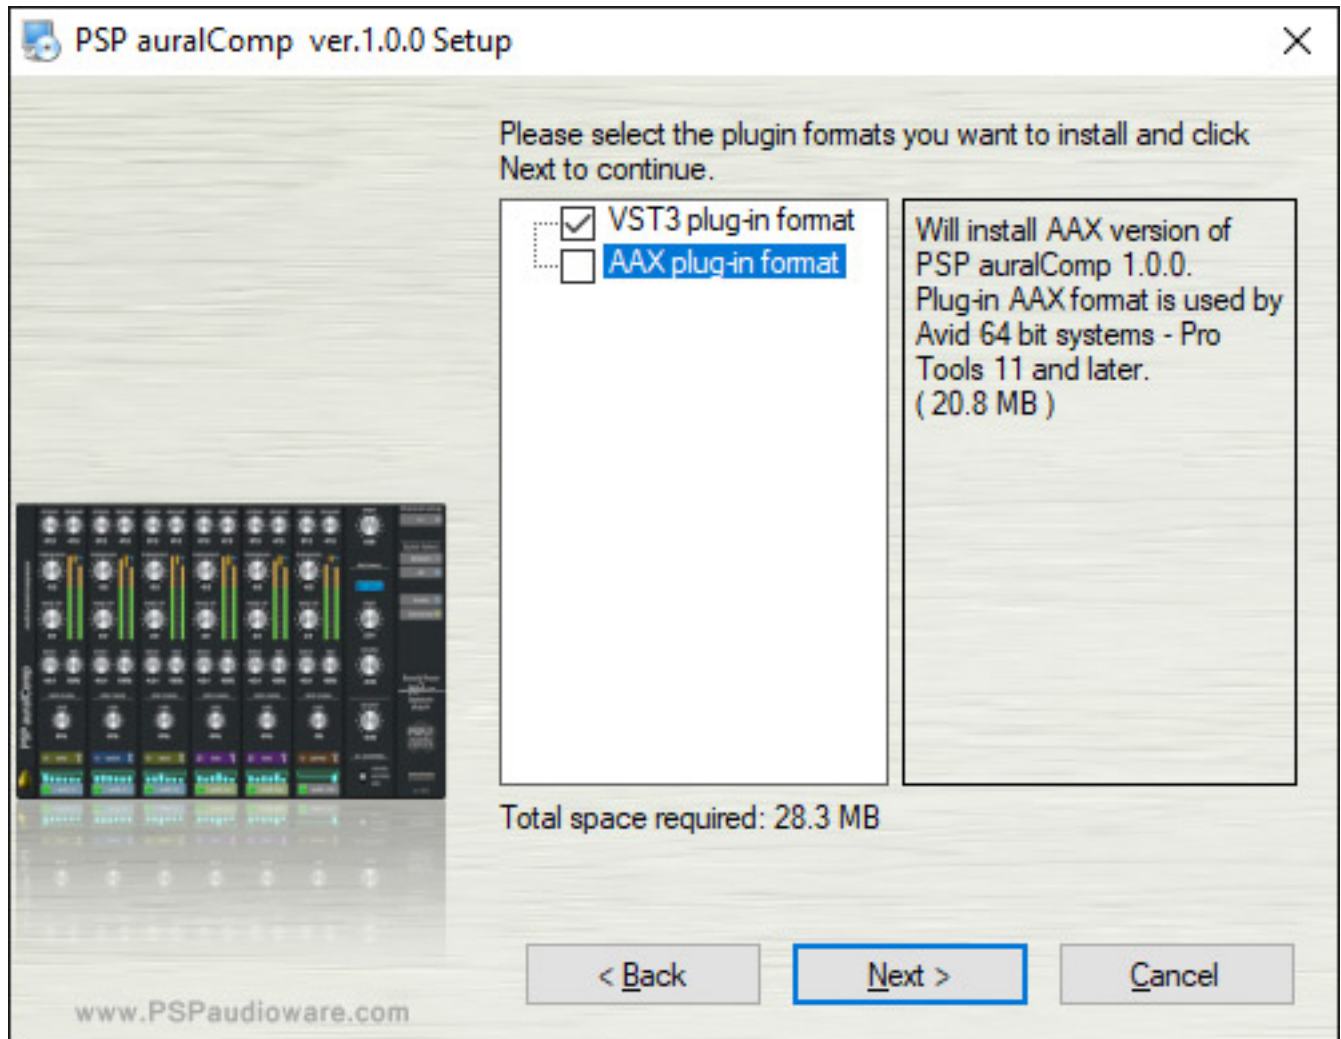 PSP auralComp ver.1.0.0 Setup
Please select the plugin formats you want to install and click
Next to continue.
VST3 plug-in format
AAX plug-in format
Will install AAX version of
PSP auralComp 1.0.0.
Plug-in AAX format is used by
Avid 64 bit systems - Pro
Tools 11 and later.
( 20.8 MB )
PSP auralComp
Total space required: 28.3 MB
< Back
Next >
Cancel
www.PSPaudioware.com